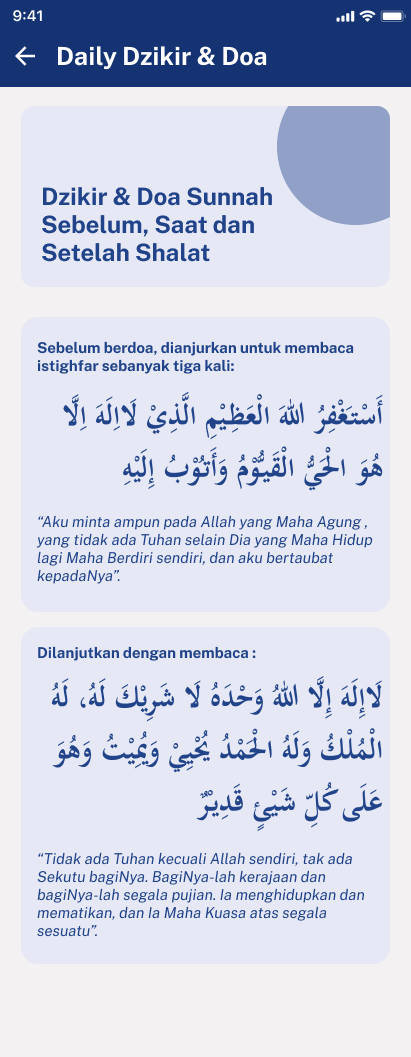 9:41
Daily Dzikir & Doa
Dzikir & Doa Sunnah
Sebelum, Saat dan
Setelah Shalat
Sebelum berdoa, dianjurkan untuk membaca
istighfar sebanyak tiga kali:
أَسْتَغْفِرُ اللهَ الْعَظِيْمِ الَّذِيْ لَااِلَهَ اِلَّا
هُوَ الْحَيُّ الْقَيُّوْمُ وَأَتُوْبُ إِلَيْهِ
“Aku minta ampun pada Allah yang Maha Agung ,
yang tidak ada Tuhan selain Dia yang Maha Hidup
lagi Maha Berdiri sendiri, dan aku bertaubat
kepadaNya”.
Dilanjutkan dengan membaca :
لَاإِلَهَ إِلَّا اللهُ وَحْدَهُ لَا شَرِيْكَ لَهُ، لَهُ
الْمُلْكُ وَلَهُ الْحَمْدُ يُحْيِيْ وَيُمِيْتُ وَهُوَ
عَلَى كُلِّ شَيْئٍ قَدِيْرٌ
“Tidak ada Tuhan kecuali Allah sendiri, tak ada
Sekutu bagiNya. BagiNya-lah kerajaan dan
bagiNya-lah segala pujian. Ia menghidupkan dan
mematikan, dan Ia Maha Kuasa atas segala
sesuatu”.